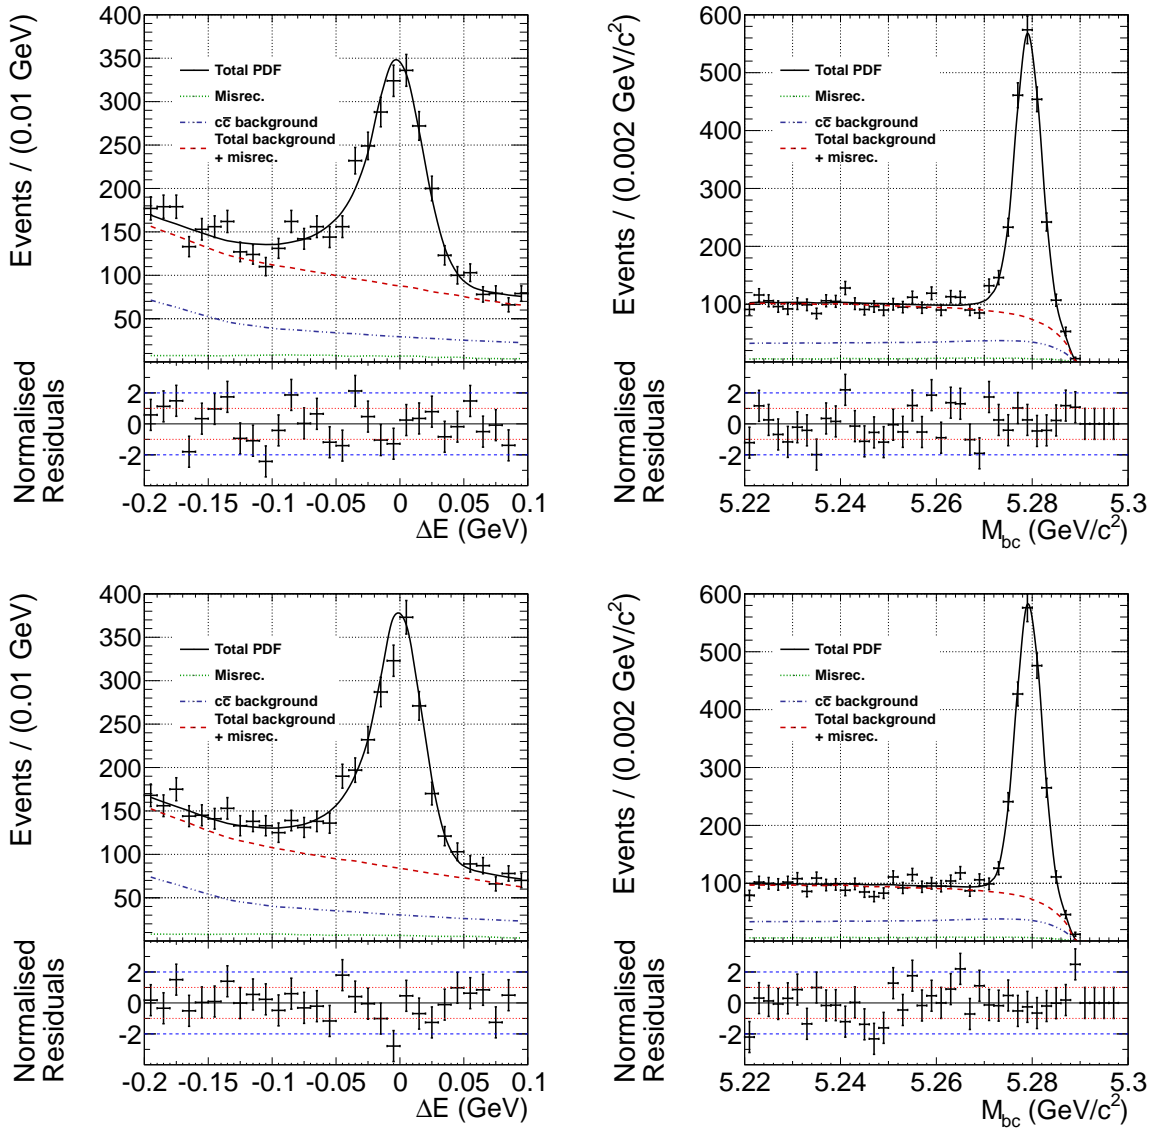 Events / (0.01 GeV)
400
350
300
250
200
150
100
50
Total PDF
Misrec.
cc̅ background
Total background
+ misrec.
Normalised
Residuals
2
0
-2
-0.2 -0.15 -0.1 -0.05 0 0.05 0.1
ΔE (GeV)
Events / (0.002 GeV/c²)
600
500
400
300
200
100
Total PDF
Misrec.
cc̅ background
Total background
+ misrec.
Normalised
Residuals
2
0
-2
5.22 5.24 5.26 5.28 5.3
M_bc (GeV/c²)
Events / (0.01 GeV)
400
350
300
250
200
150
100
50
Total PDF
Misrec.
cc̅ background
Total background
+ misrec.
Normalised
Residuals
2
0
-2
-0.2 -0.15 -0.1 -0.05 0 0.05 0.1
ΔE (GeV)
Events / (0.002 GeV/c²)
600
500
400
300
200
100
Total PDF
Misrec.
cc̅ background
Total background
+ misrec.
Normalised
Residuals
2
0
-2
5.22 5.24 5.26 5.28 5.3
M_bc (GeV/c²)